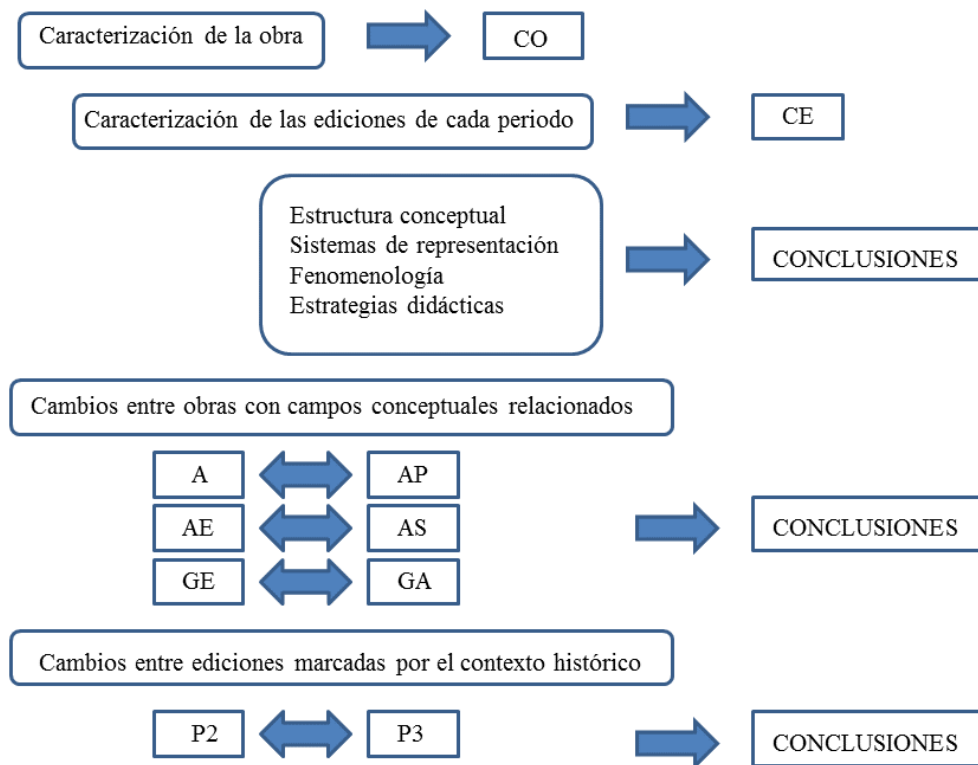 Caracterización de la obra
CO
Caracterización de las ediciones de cada periodo
CE
Estructura conceptual
Sistemas de representación
Fenomenología
Estrategias didácticas
CONCLUSIONES
Cambios entre obras con campos conceptuales relacionados
A
AP
AE
AS
CONCLUSIONES
GE
GA
Cambios entre ediciones marcadas por el contexto histórico
P2
P3
CONCLUSIONES